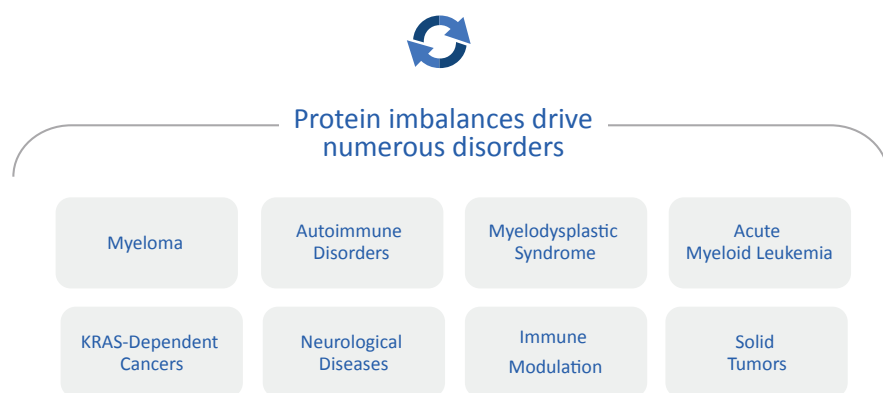 Protein imbalances drive
numerous disorders
Myeloma
Autoimmune
Disorders
Myelodysplastic
Syndrome
Acute
Myeloid Leukemia
KRAS-Dependent
Cancers
Neurological
Diseases
Immune
Modulation
Solid
Tumors